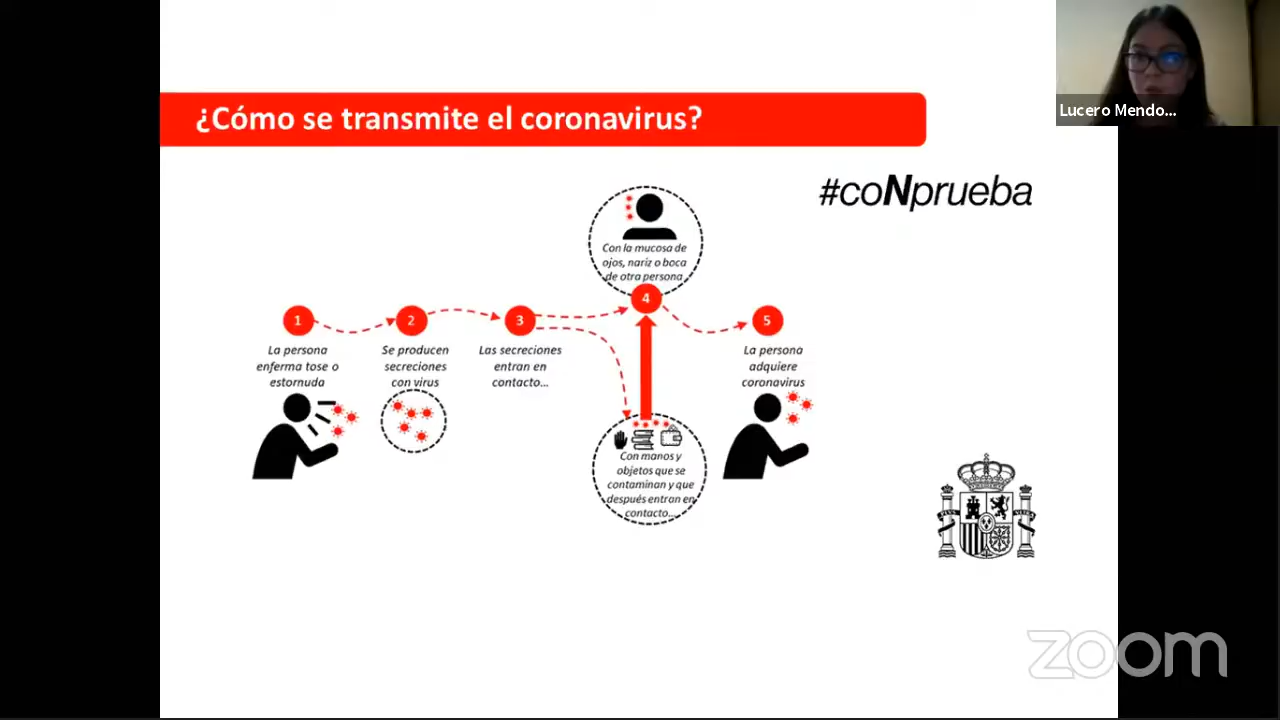 ¿Cómo se transmite el coronavirus?
Lucero Mendo...
#coNprueba
Con la mucosa de
ojos, nariz o boca
de otra persona
4
1
2
3
5
La persona
enferma tose o
estornuda
Se producen
secreciones
con virus
Las secreciones
entran en
contacto...
La persona
adquiere
coronavirus
Con manos y
objetos que se
contaminan y que
después entran en
contacto...
zoom